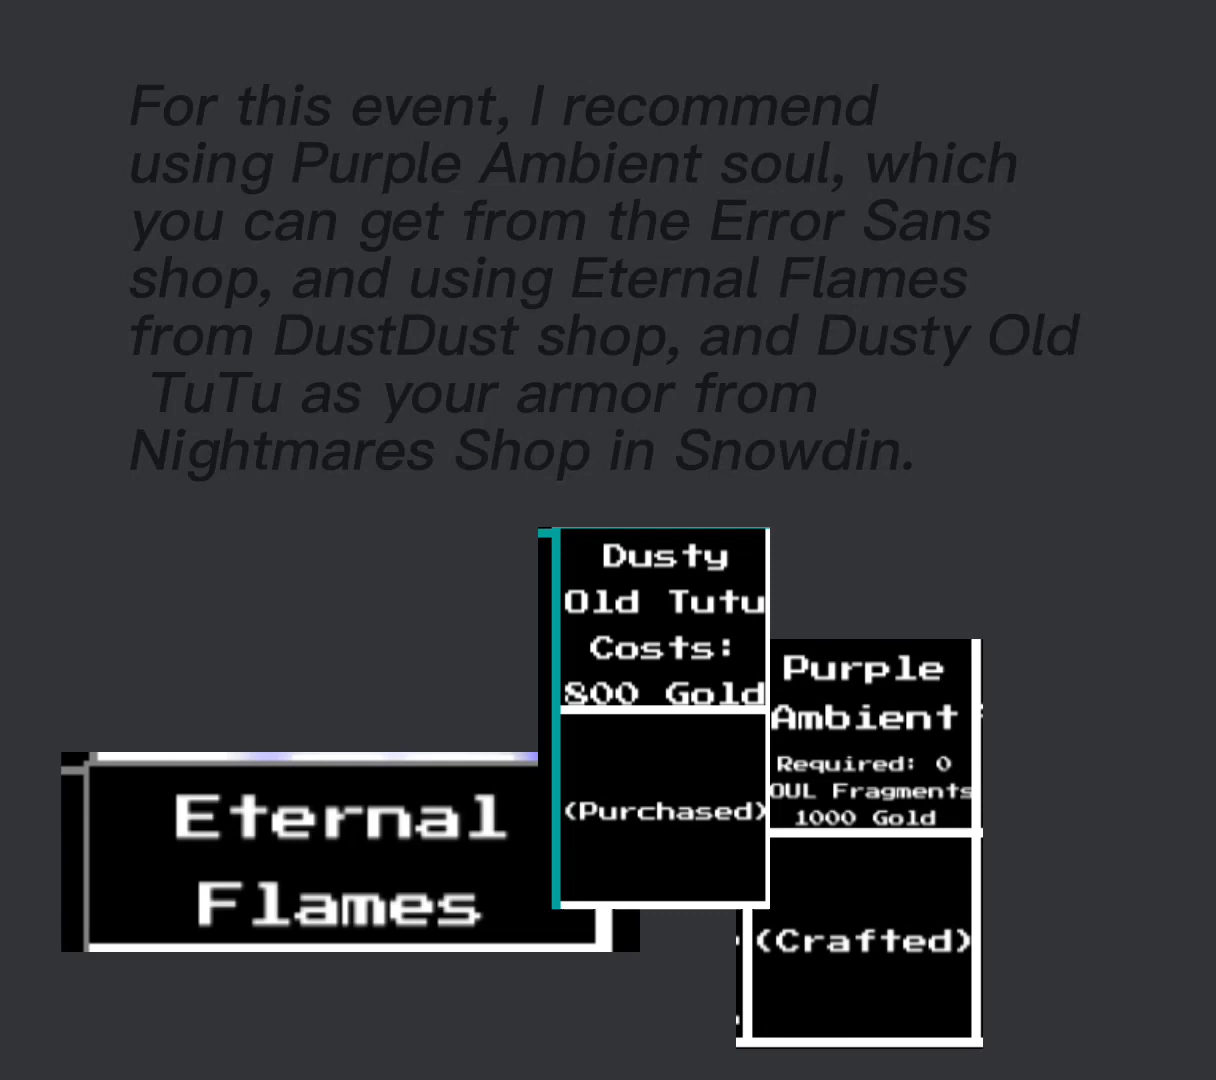 For this event, I recommend
using Purple Ambient soul, which
you can get from the Error Sans
shop, and using Eternal Flames
from DustDust shop, and Dusty Old
TuTu as your armor from
Nightmares Shop in Snowdin.
Dusty
Old Tutu
Costs:
800 Gold
(Purchased)
Purple
Ambient
Required: 0
OUL Fragments
1000 Gold
(Crafted)
Eternal
Flames